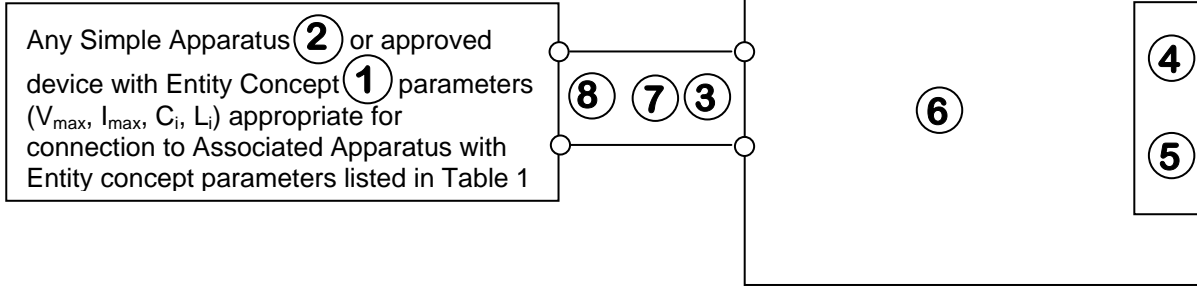 Any Simple Apparatus 2 or approved
device with Entity Concept 1 parameters
(Vmax, Imax, Ci, Li) appropriate for
connection to Associated Apparatus with
Entity concept parameters listed in Table 1
8 7 3
6
4
5